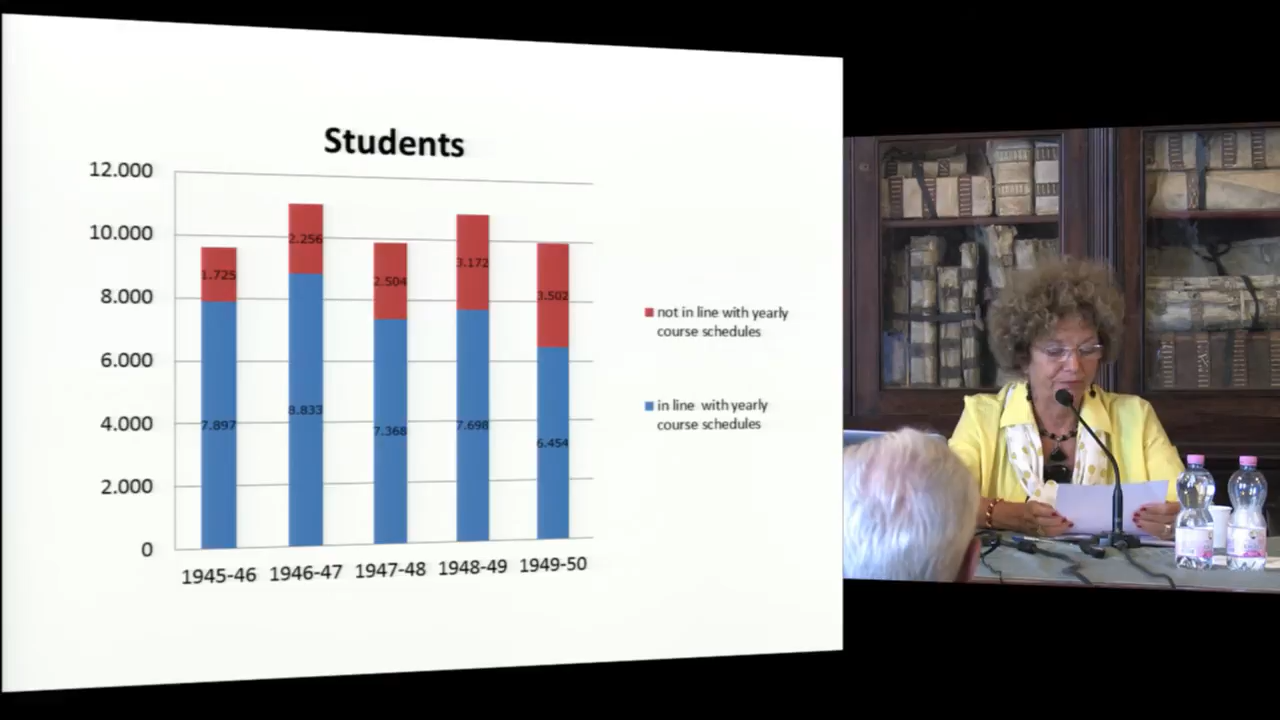 Students
12.000
10.000
8.000
6.000
4.000
2.000
0
1.725
2.256
2.504
3.172
3.502
7.897
8.833
7.368
7.698
6.454
1945-46 1946-47 1947-48 1948-49 1949-50
not in line with yearly
course schedules
in line with yearly
course schedules